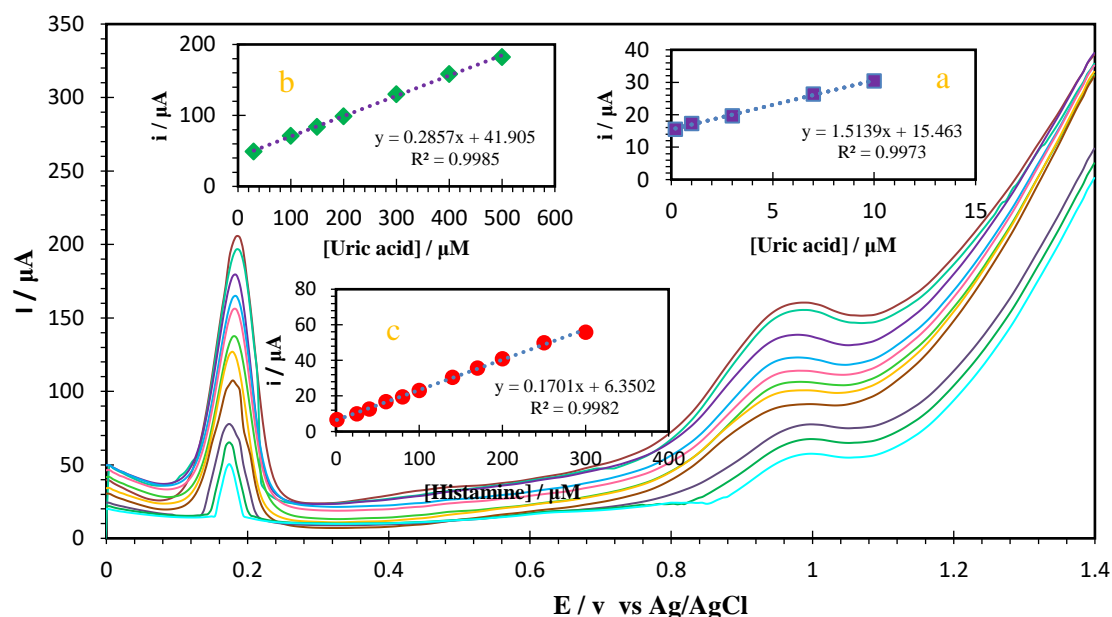 350
300
250
200
150
100
50
0
I / µA
0
0.2
0.4
0.6
0.8
1
1.2
1.4
E / v vs Ag/AgCl
200
100
0
i / µA
b
y = 0.2857x + 41.905
R² = 0.9985
0 100 200 300 400 500 600
[Uric acid] / µM
40
30
20
10
0
i / µA
a
y = 1.5139x + 15.463
R² = 0.9973
0 5 10 15
[Uric acid] / µM
80
60
40
20
0
i / µA
c
y = 0.1701x + 6.3502
R² = 0.9982
0 100 200 300 400
[Histamine] / µM